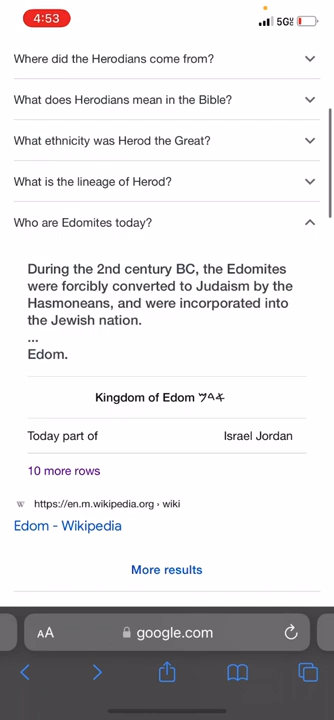 4:53
5G
Where did the Herodians come from?
What does Herodians mean in the Bible?
What ethnicity was Herod the Great?
What is the lineage of Herod?
Who are Edomites today?
During the 2nd century BC, the Edomites
were forcibly converted to Judaism by the
Hasmoneans, and were incorporated into
the Jewish nation.
...
Edom.
Kingdom of Edom 𐤀𐤃𐤌
Today part of Israel Jordan
10 more rows
W https://en.m.wikipedia.org › wiki
Edom - Wikipedia
More results
AA google.com